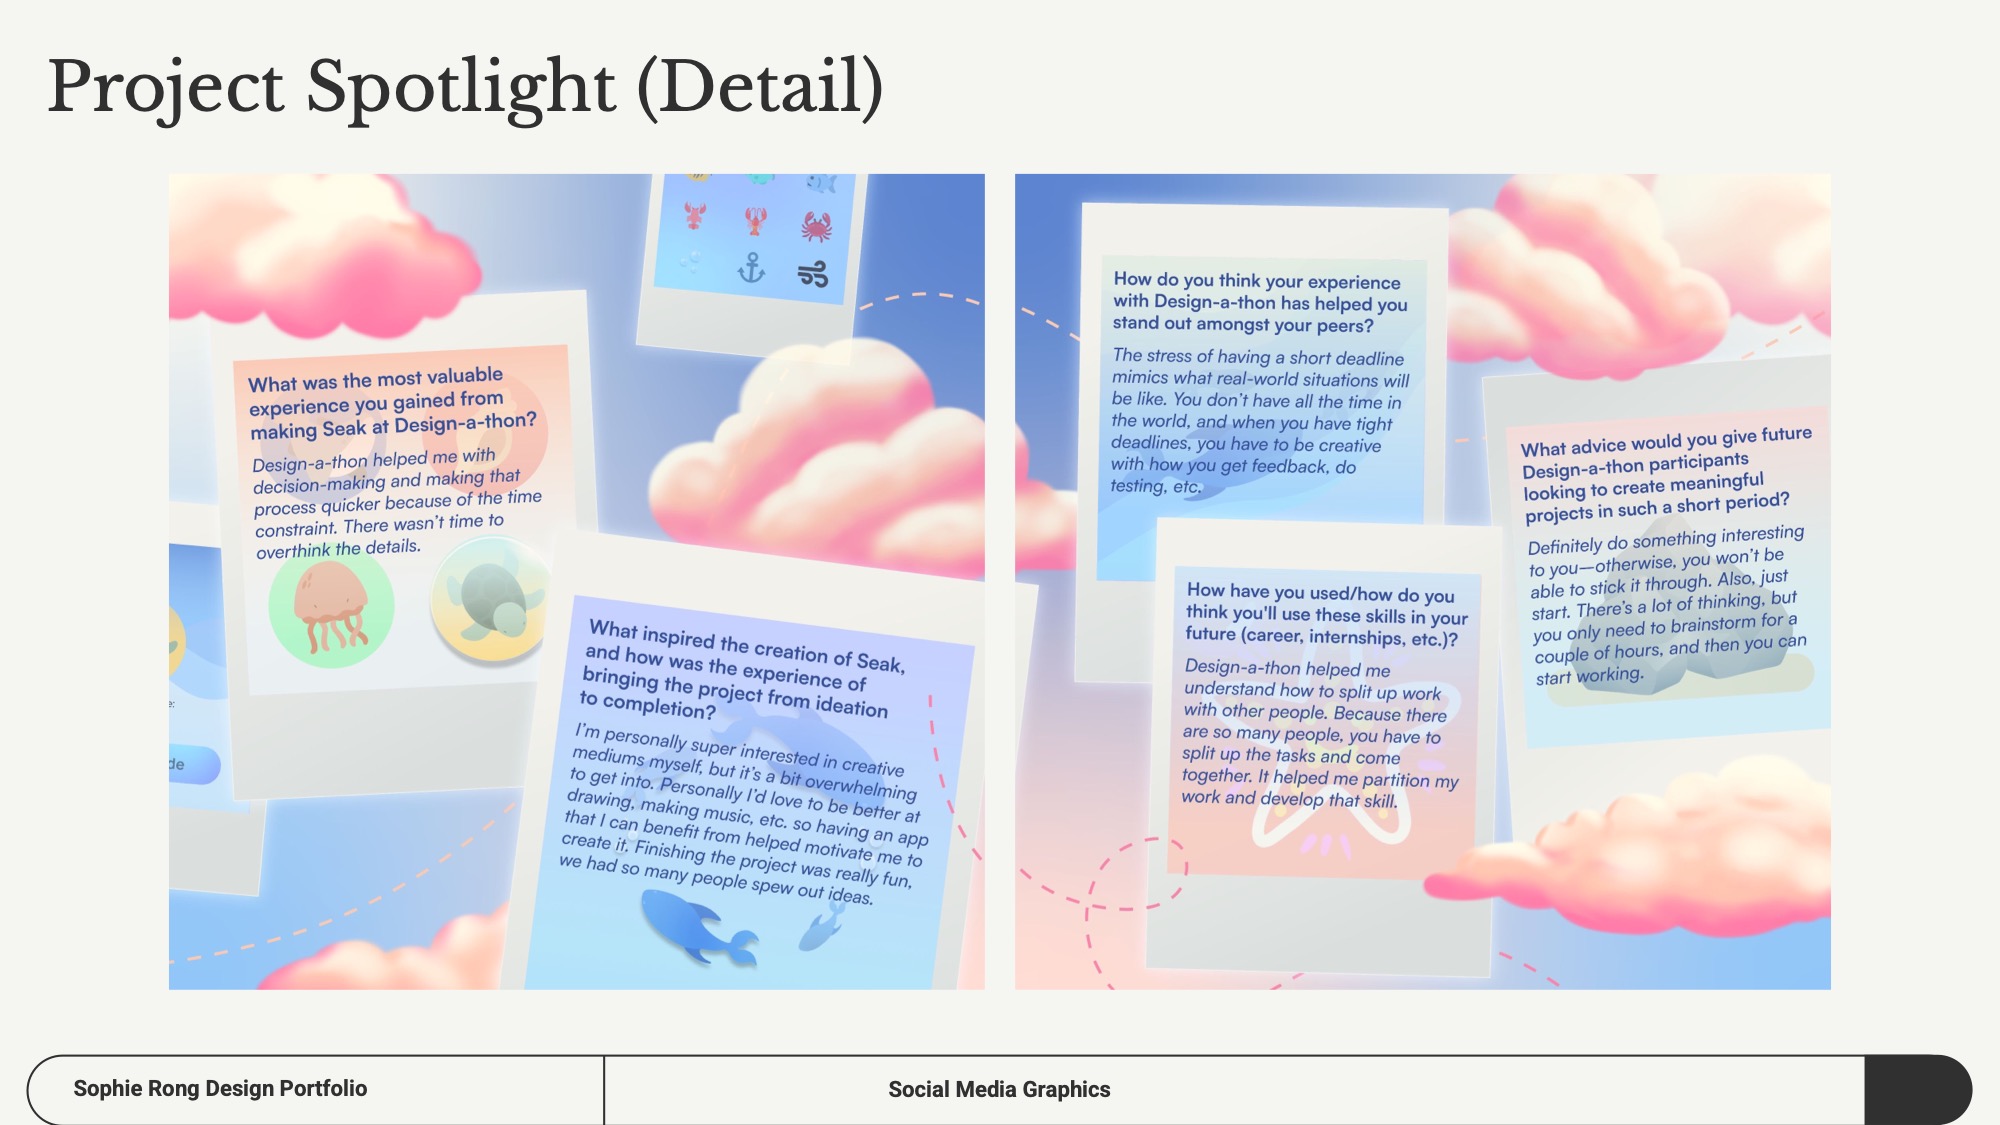 Project Spotlight (Detail)
What was the most valuable
experience you gained from
making Seak at Design-a-thon?
Design-a-thon helped me with
decision-making and making that
process quicker because of the time
constraint. There wasn't time to
overthink the details.
e:
de
What inspired the creation of Seak,
and how was the experience of
bringing the project from ideation
to completion?
I'm personally super interested in creative
mediums myself, but it's a bit overwhelming
to get into. Personally I'd love to be better at
drawing, making music, etc. so having an app
that I can benefit from helped motivate me to
create it. Finishing the project was really fun,
we had so many people spew out ideas.
How do you think your experience
with Design-a-thon has helped you
stand out amongst your peers?
The stress of having a short deadline
mimics what real-world situations will
be like. You don't have all the time in
the world, and when you have tight
deadlines, you have to be creative
with how you get feedback, do
testing, etc.
How have you used/how do you
think you'll use these skills in your
future (career, internships, etc.)?
Design-a-thon helped me
understand how to split up work
with other people. Because there
are so many people, you have to
split up the tasks and come
together. It helped me partition my
work and develop that skill.
What advice would you give future
Design-a-thon participants
looking to create meaningful
projects in such a short period?
Definitely do something interesting
to you—otherwise, you won't be
able to stick it through. Also, just
start. There's a lot of thinking, but
you only need to brainstorm for a
couple of hours, and then you can
start working.
Sophie Rong Design Portfolio
Social Media Graphics